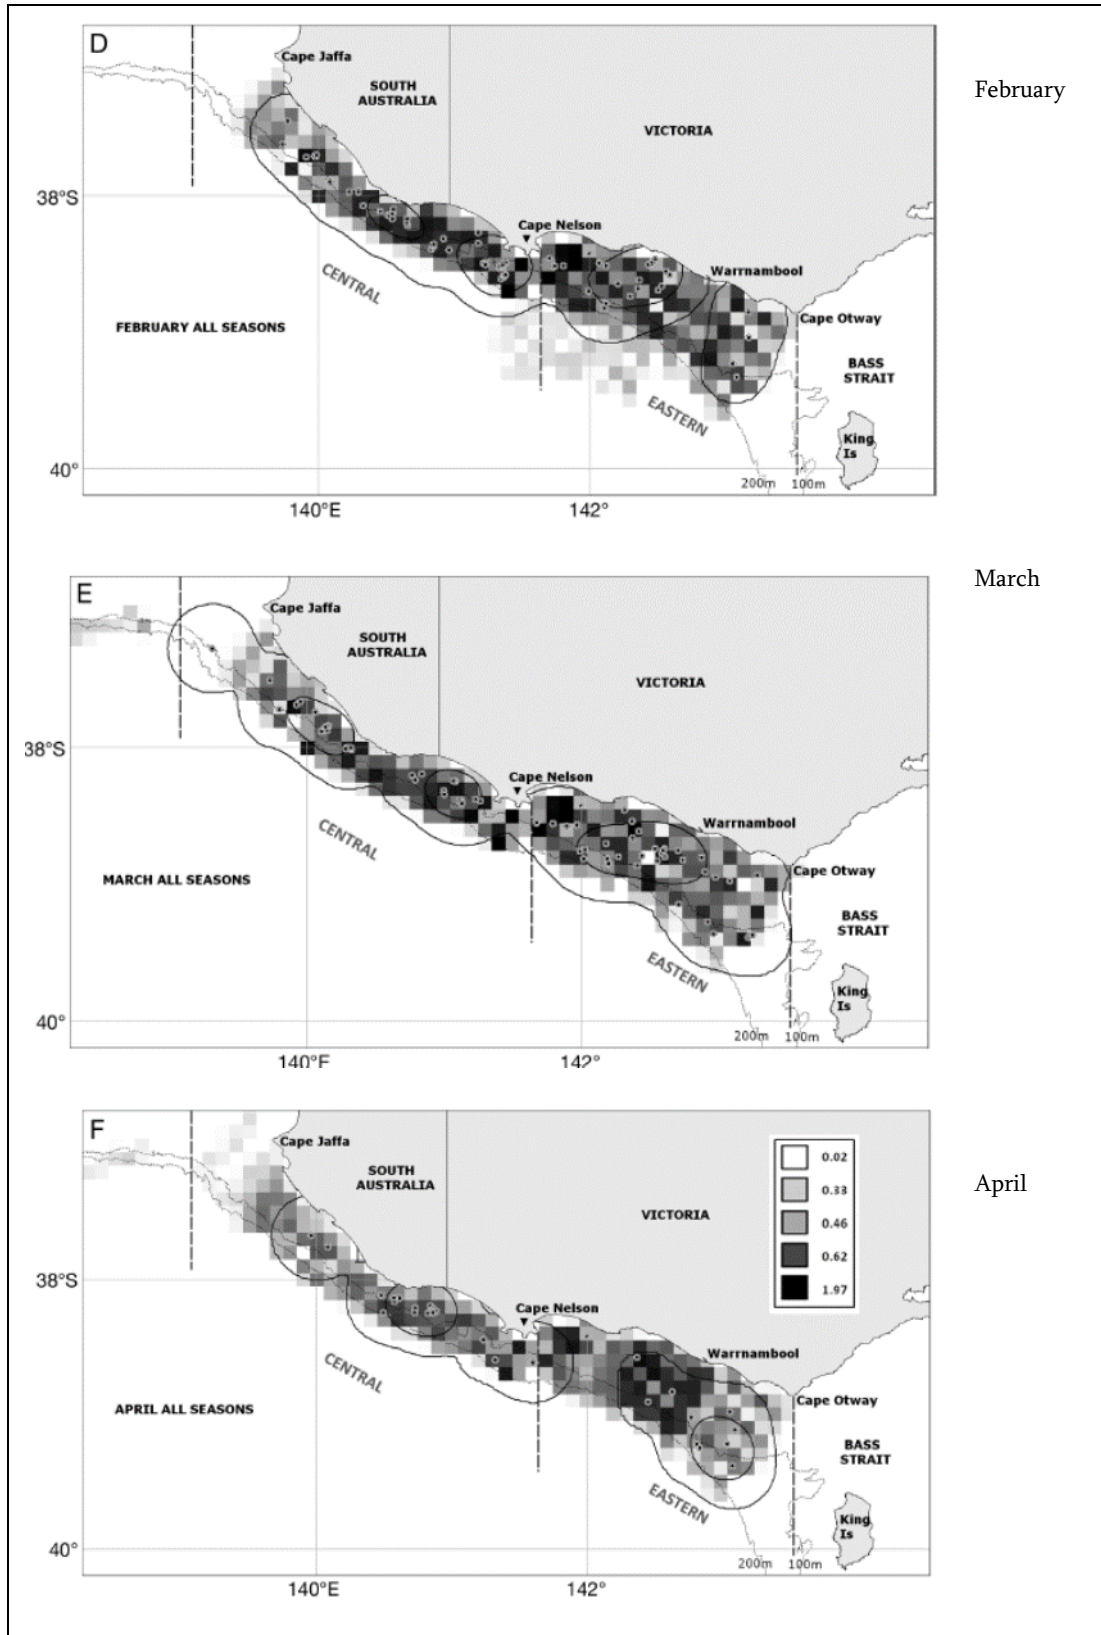 D
Cape Jaffa
SOUTH
AUSTRALIA
VICTORIA
February
38°S
Cape Nelson
CENTRAL
Warrnambool
FEBRUARY ALL SEASONS
Cape Otway
BASS
STRAIT
EASTERN
King
Is
40°
200m
100m
140°E
142°
E
Cape Jaffa
SOUTH
AUSTRALIA
VICTORIA
March
38°S
Cape Nelson
CENTRAL
Warrnambool
MARCH ALL SEASONS
Cape Otway
BASS
STRAIT
EASTERN
King
Is
40°
200m
100m
140°E
142°
F
Cape Jaffa
SOUTH
AUSTRALIA
VICTORIA
0.02
0.33
0.46
0.62
1.97
April
38°S
Cape Nelson
CENTRAL
Warrnambool
APRIL ALL SEASONS
Cape Otway
BASS
STRAIT
EASTERN
King
Is
40°
200m
100m
140°E
142°